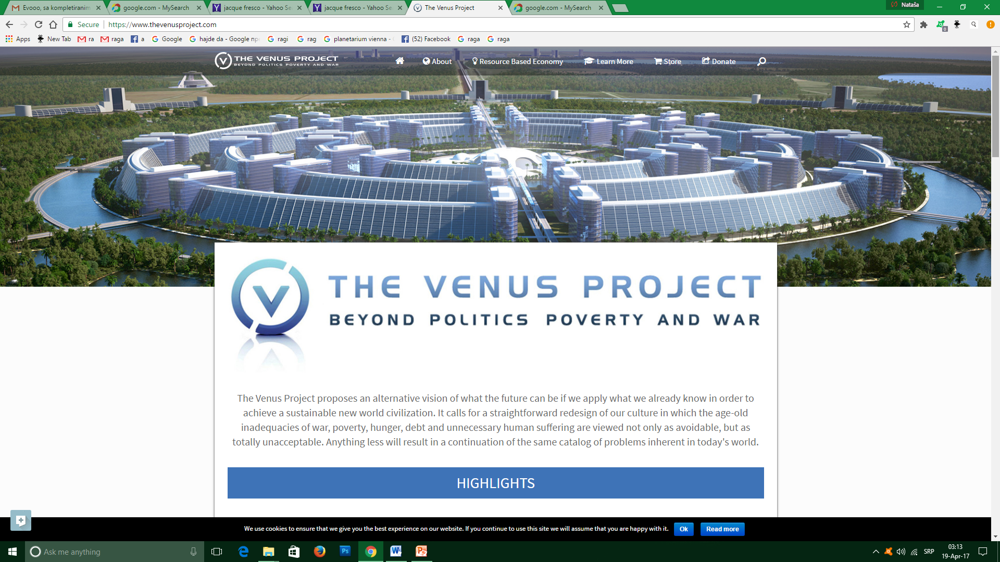 Evooo, sa kompletiranim
google.com - MySearch
jacque fresco - Yahoo Se
jacque fresco - Yahoo Se
The Venus Project
google.com - MySearch
Nataša
Secure
https://www.thevenusproject.com
0
Apps
New Tab
ra
raga
a
Google
hajde da - Google пр
ragi
rag
planetarium vienna -
(52) Facebook
raga
raga
THE VENUS PROJECT
BEYOND POLITICS POVERTY AND WAR
About
Resource Based Economy
Learn More
Store
Donate
THE VENUS PROJECT
BEYOND POLITICS POVERTY AND WAR
The Venus Project proposes an alternative vision of what the future can be if we apply what we already know in order to
achieve a sustainable new world civilization. It calls for a straightforward redesign of our culture in which the age-old
inadequacies of war, poverty, hunger, debt and unnecessary human suffering are viewed not only as avoidable, but as
totally unacceptable. Anything less will result in a continuation of the same catalog of problems inherent in today's world.
HIGHLIGHTS
We use cookies to ensure that we give you the best experience on our website. If you continue to use this site we will assume that you are happy with it.
Ok
Read more
Ask me anything
Ps
SRP
03:13
19-Apr-17